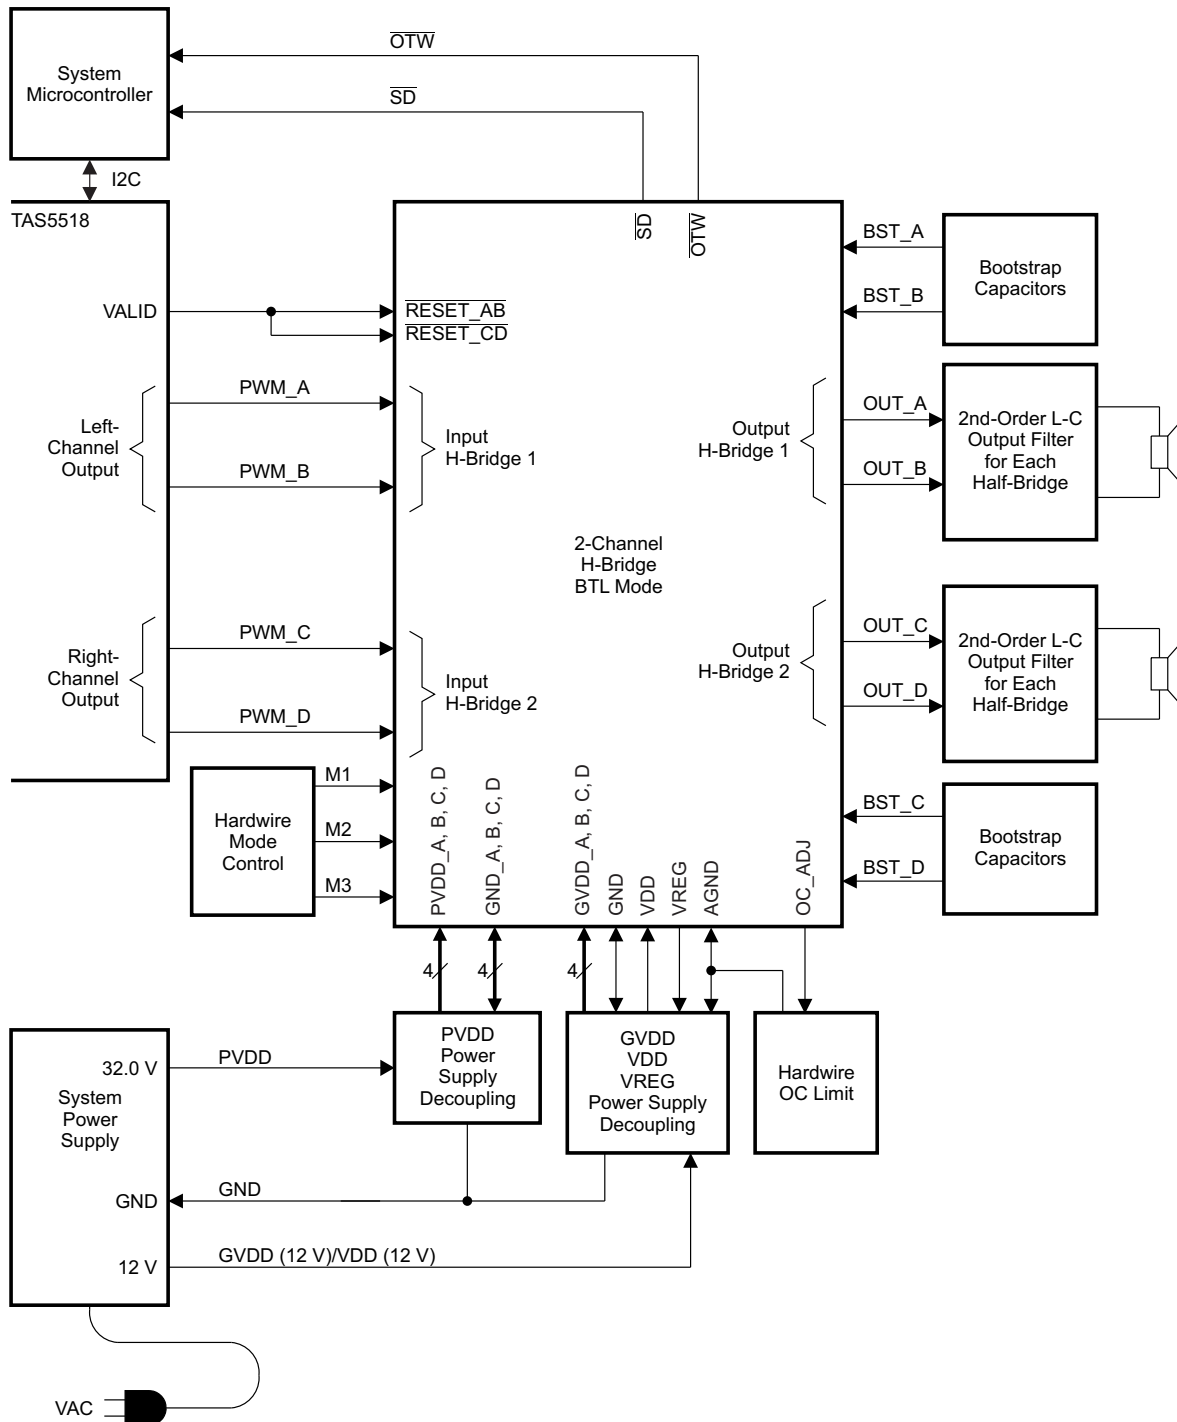 OTW
System
Microcontroller
SD
I2C
TAS5518
SD
OTW
BST_A
Bootstrap
Capacitors
BST_B
VALID
RESET_AB
RESET_CD
PWM_A
Left-
Channel
Output
Input
H-Bridge 1
PWM_B
Output
H-Bridge 1
OUT_A
OUT_B
2nd-Order L-C
Output Filter
for Each
Half-Bridge
2-Channel
H-Bridge
BTL Mode
PWM_C
Right-
Channel
Output
Input
H-Bridge 2
PWM_D
Output
H-Bridge 2
OUT_C
OUT_D
2nd-Order L-C
Output Filter
for Each
Half-Bridge
M1
Hardwire
Mode
Control
M2
M3
PVDD_A, B, C, D
GND_A, B, C, D
GVDD_A, B, C, D
GND
VDD
VREG
AGND
OC_ADJ
BST_C
Bootstrap
Capacitors
BST_D
4
4
4
PVDD
Power
Supply
Decoupling
GVDD
VDD
VREG
Power Supply
Decoupling
Hardwire
OC Limit
32.0 V
PVDD
System
Power
Supply
GND
GND
12 V
GVDD (12 V)/VDD (12 V)
VAC